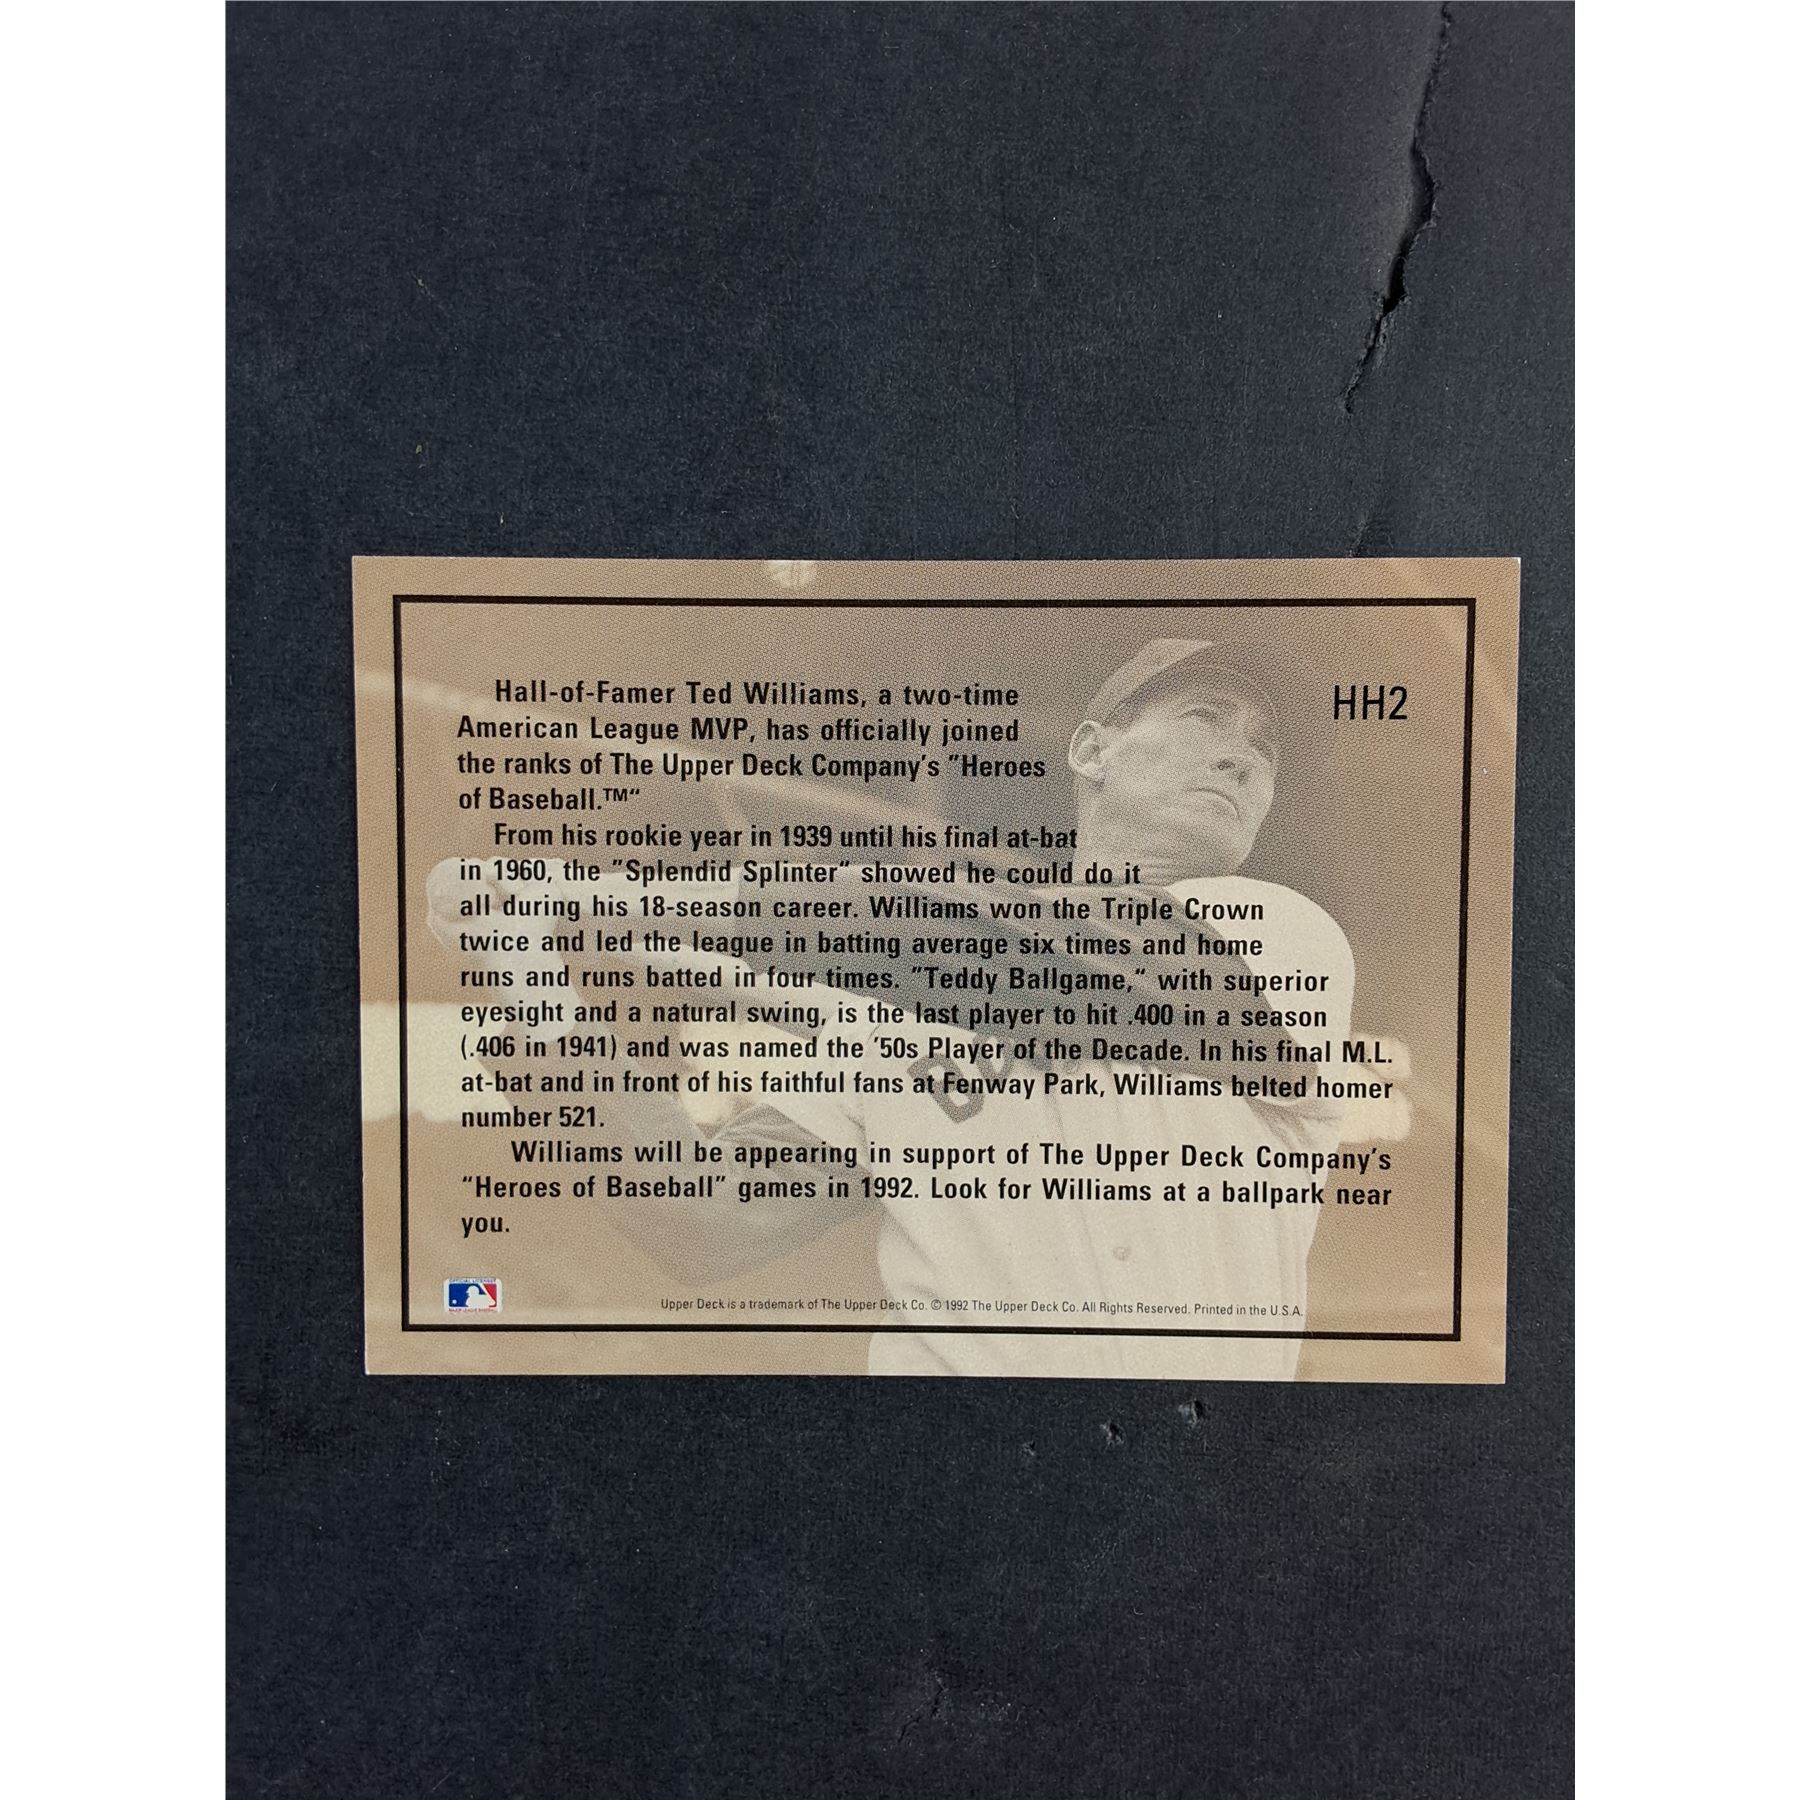 HH2
Hall-of-Famer Ted Williams, a two-time
American League MVP, has officially joined
the ranks of The Upper Deck Company's "Heroes
of Baseball.™"
From his rookie year in 1939 until his final at-bat
in 1960, the "Splendid Splinter" showed he could do it
all during his 18-season career. Williams won the Triple Crown
twice and led the league in batting average six times and home
runs and runs batted in four times. "Teddy Ballgame," with superior
eyesight and a natural swing, is the last player to hit .400 in a season
(.406 in 1941) and was named the '50s Player of the Decade. In his final M.L.
at-bat and in front of his faithful fans at Fenway Park, Williams belted homer
number 521.
Williams will be appearing in support of The Upper Deck Company's
"Heroes of Baseball" games in 1992. Look for Williams at a ballpark near
you.
Upper Deck is a trademark of The Upper Deck Co. © 1992 The Upper Deck Co. All Rights Reserved. Printed in the U.S.A.